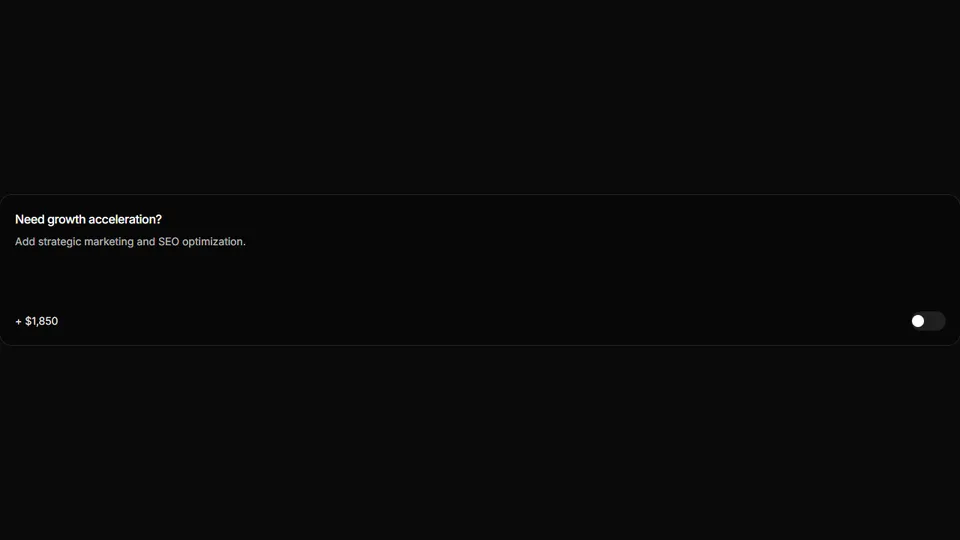 Need growth acceleration?
Add strategic marketing and SEO optimization.
+ $1,850